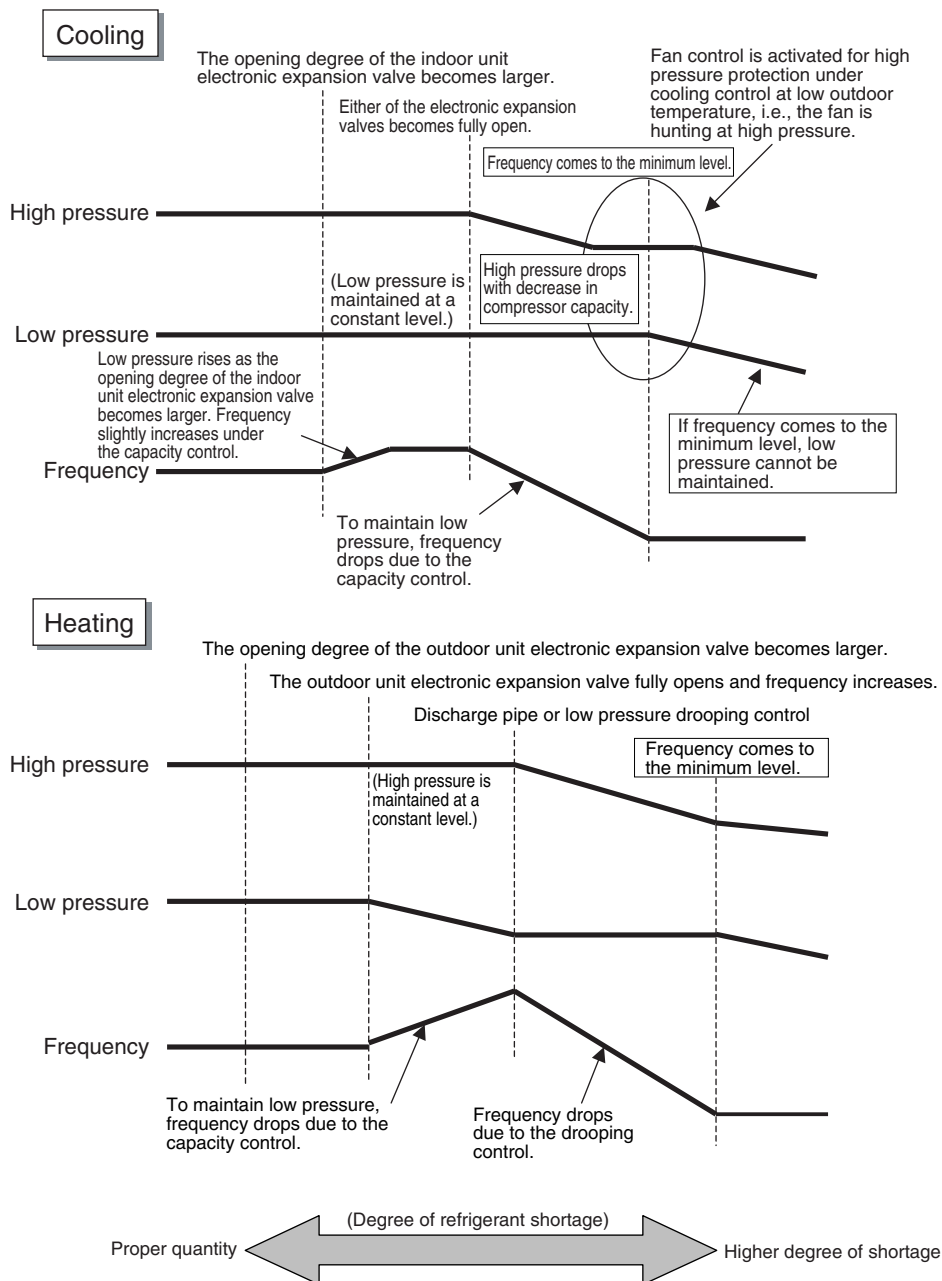 Cooling
The opening degree of the indoor unit
electronic expansion valve becomes larger.
Either of the electronic expansion
valves becomes fully open.
Fan control is activated for high
pressure protection under
cooling control at low outdoor
temperature, i.e., the fan is
hunting at high pressure.
Frequency comes to the minimum level.
High pressure
(Low pressure is
maintained at a
constant level.)
High pressure drops
with decrease in
compressor capacity.
Low pressure
Low pressure rises as the
opening degree of the indoor
unit electronic expansion valve
becomes larger. Frequency
slightly increases under
the capacity control.
If frequency comes to the
minimum level, low
pressure cannot be
maintained.
Frequency
To maintain low
pressure, frequency
drops due to the
capacity control.
Heating
The opening degree of the outdoor unit electronic expansion valve becomes larger.
The outdoor unit electronic expansion valve fully opens and frequency increases.
Discharge pipe or low pressure drooping control
Frequency comes to
the minimum level.
High pressure
(High pressure is
maintained at a
constant level.)
Low pressure
Frequency
To maintain low pressure,
frequency drops due to the
capacity control.
Frequency drops
due to the drooping
control.
(Degree of refrigerant shortage)
Proper quantity
Higher degree of shortage